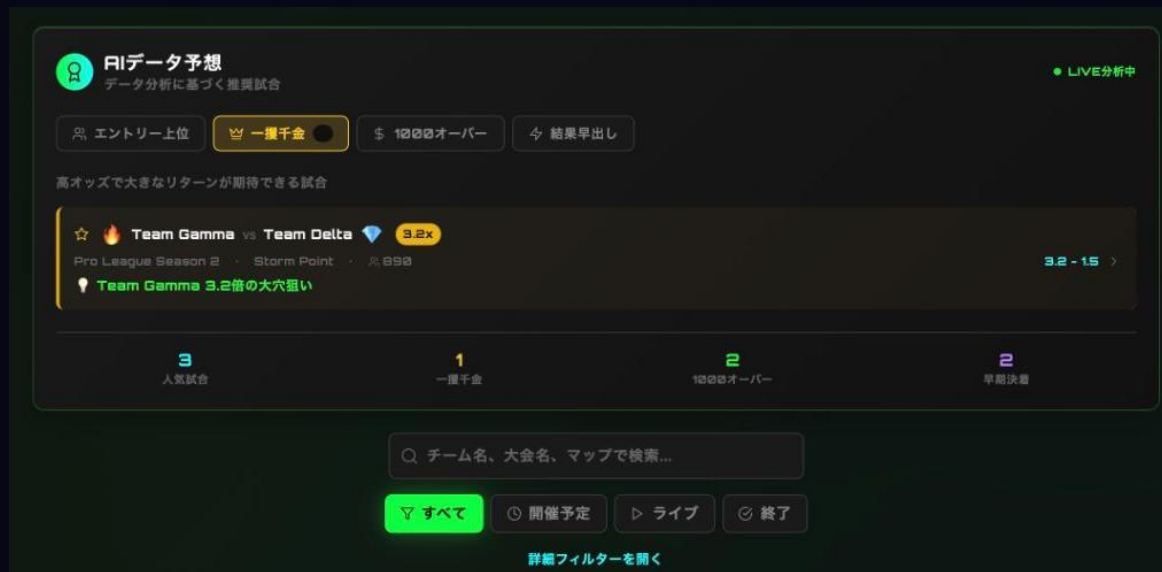 AIデータ予想
データ分析に基づく推奨試合
LIVE分析中
エントリー上位 一攫千金 $ 1000オーバー 結果早出し
高オッズで大きなリターンが期待できる試合
Team Gamma vs Team Delta 3.2x
Pro League Season 2 · Storm Point · 890
3.2 - 1.5 >
Team Gamma 3.2倍の大穴狙い
3 1 2 2
人気試合 一攫千金 1000オーバー 早期決着
チーム名、大会名、マップで検索...
すべて 開催予定 ライブ 終了
詳細フィルターを開く